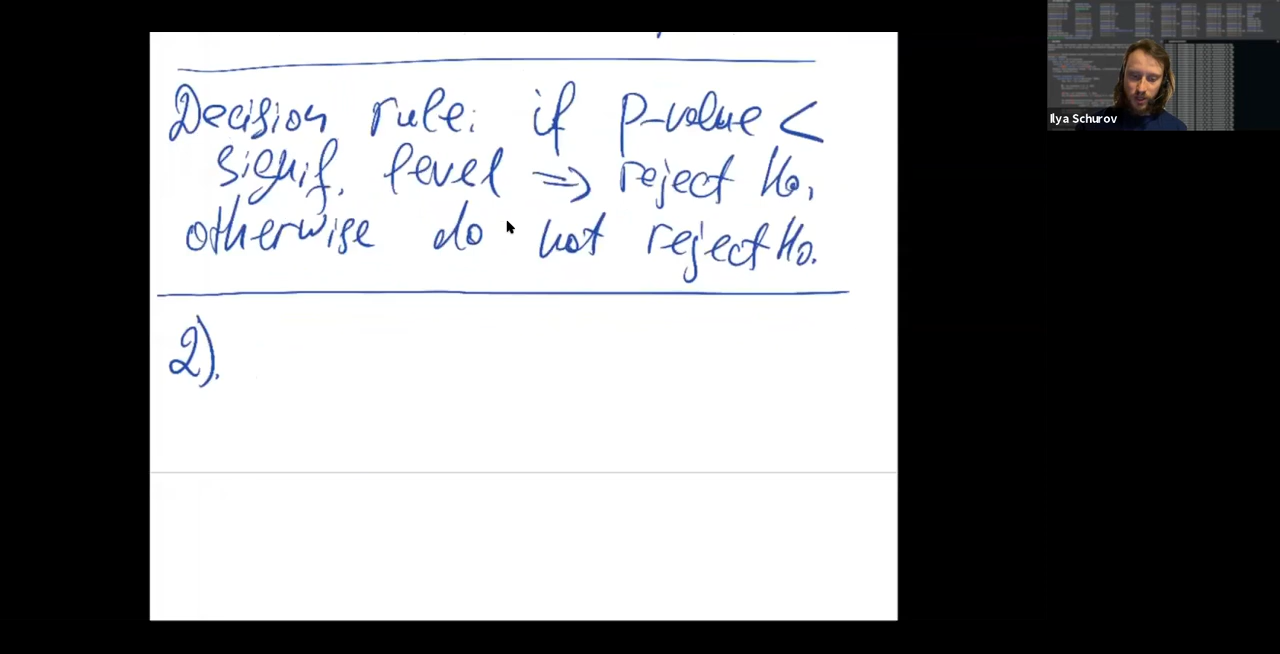 Decision rule: if p-value <
signif. level => reject H0,
otherwise do not reject H0.
2).
Ilya Schurov